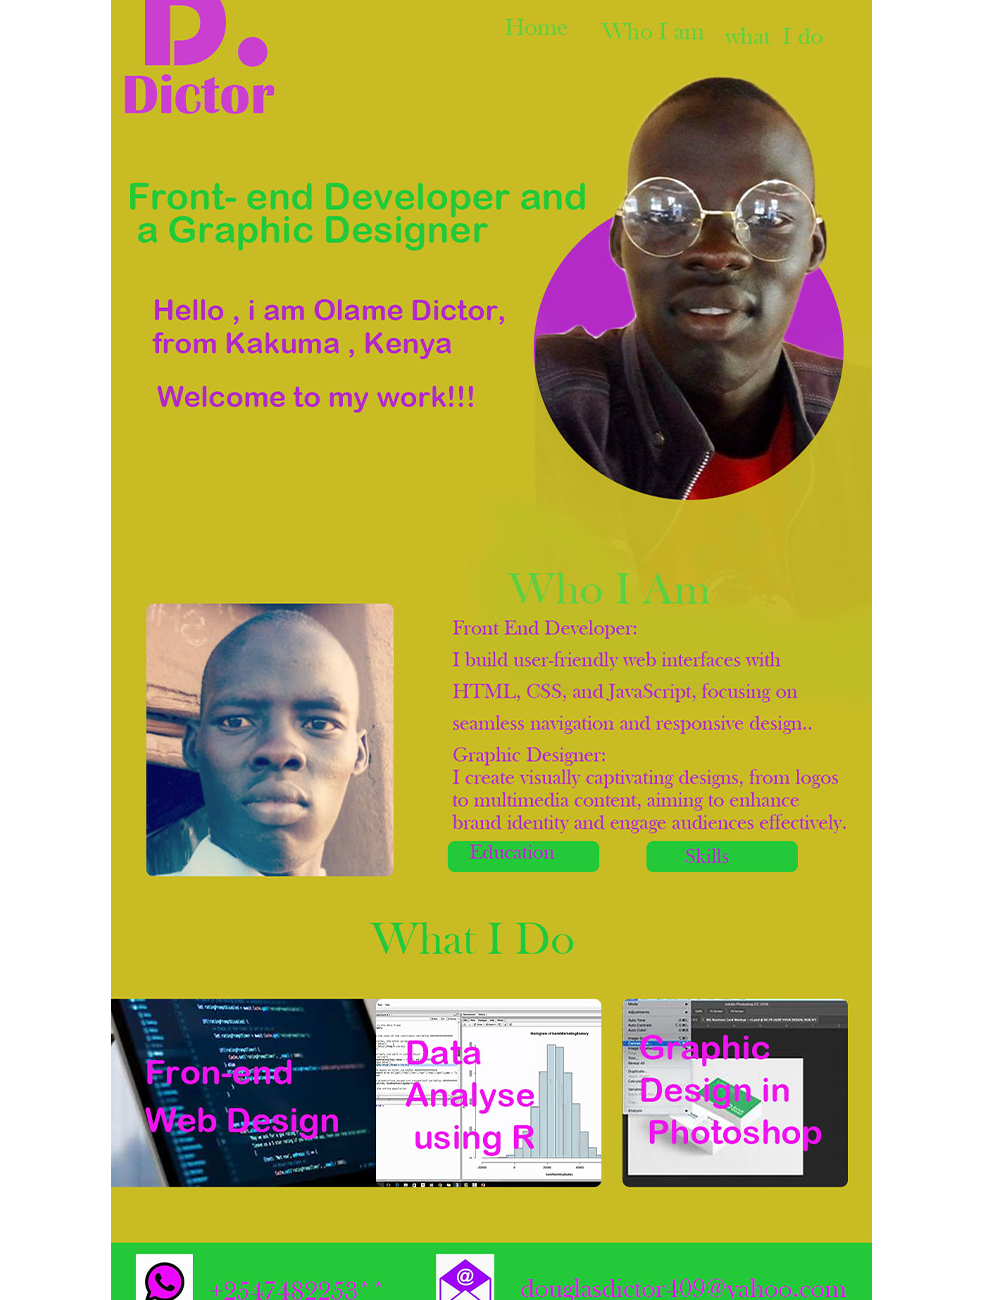 D.
Dictor
Home
Who I am
what I do
Front- end Developer and
a Graphic Designer
Hello , i am Olame Dictor,
from Kakuma , Kenya
Welcome to my work!!!
Who I Am
Front End Developer:
I build user-friendly web interfaces with
HTML, CSS, and JavaScript, focusing on
seamless navigation and responsive design..
Graphic Designer:
I create visually captivating designs, from logos
to multimedia content, aiming to enhance
brand identity and engage audiences effectively.
Education
Skills
What I Do
Fron-end
Web Design
Data
Analyse
using R
Graphic
Design in
Photoshop
+2547482253**
@
douglasdictor409@yahoo.com